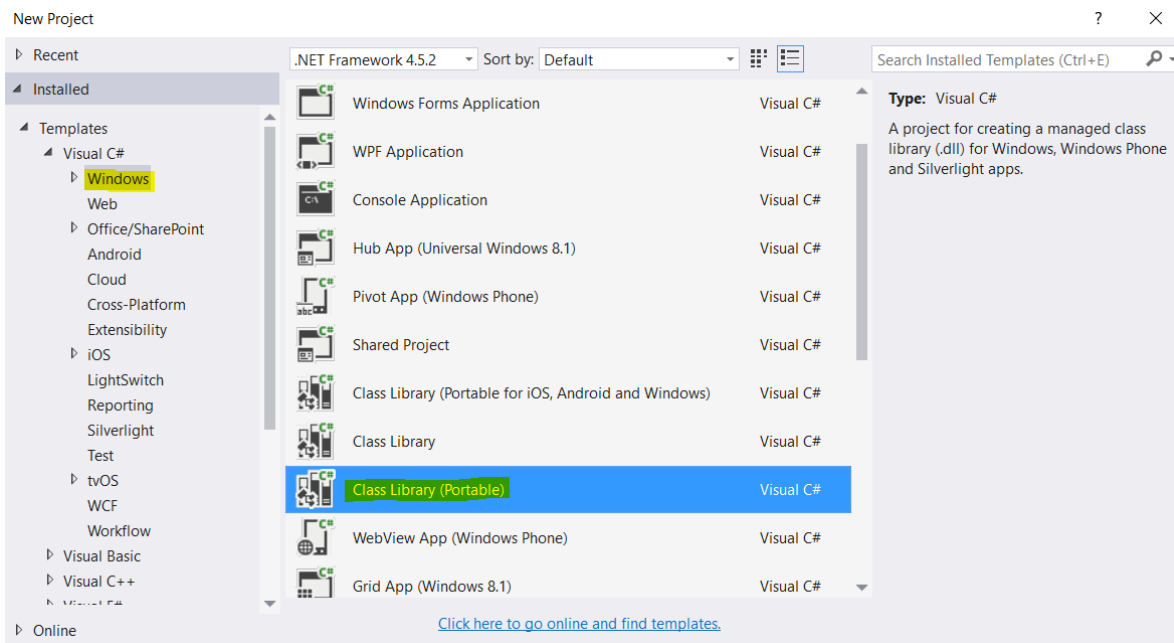 New Project
?
Recent
.NET Framework 4.5.2
Sort by: Default
Search Installed Templates (Ctrl+E)
Installed
Templates
Visual C#
Windows
Web
Office/SharePoint
Android
Cloud
Cross-Platform
Extensibility
iOS
LightSwitch
Reporting
Silverlight
Test
tvOS
WCF
Workflow
Visual Basic
Visual C++
Visual F#
Online
Windows Forms Application Visual C#
WPF Application Visual C#
Console Application Visual C#
Hub App (Universal Windows 8.1) Visual C#
Pivot App (Windows Phone) Visual C#
Shared Project Visual C#
Class Library (Portable for iOS, Android and Windows) Visual C#
Class Library Visual C#
Class Library (Portable) Visual C#
WebView App (Windows Phone) Visual C#
Grid App (Windows 8.1) Visual C#
Click here to go online and find templates.
Type: Visual C#
A project for creating a managed class
library (.dll) for Windows, Windows Phone
and Silverlight apps.